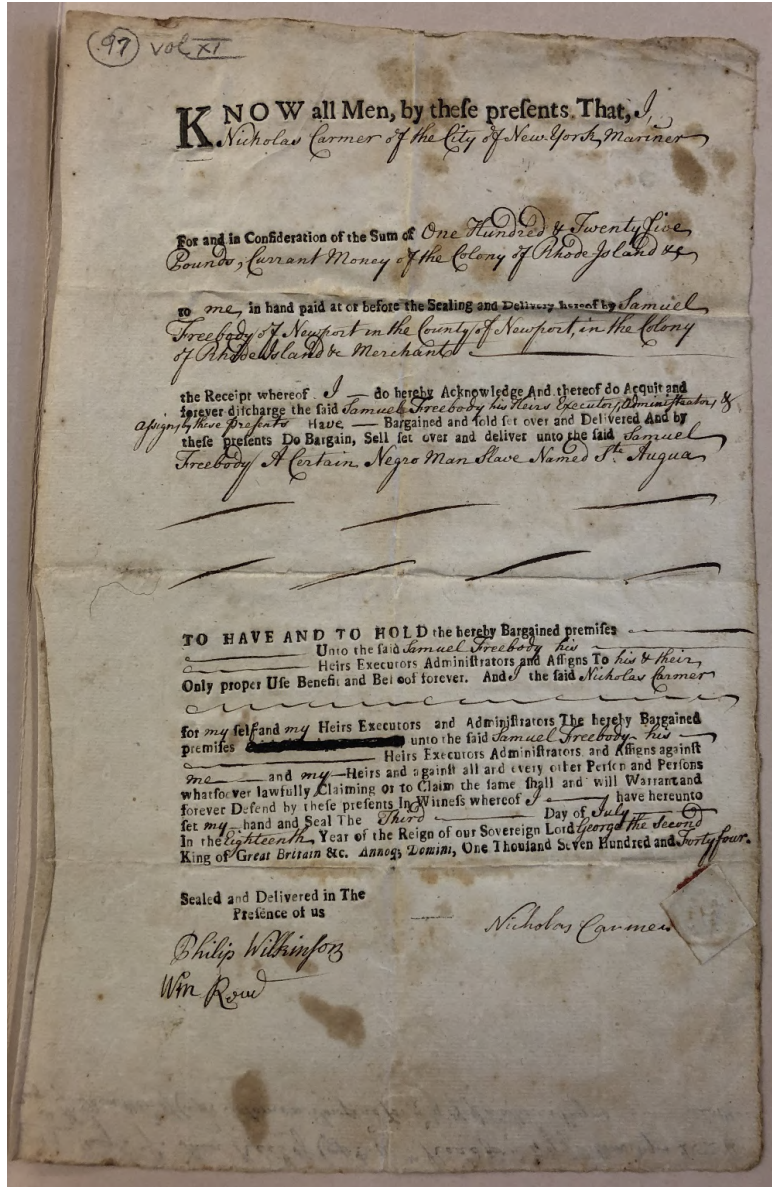 97 Vol XI
KNOW all Men, by these presents. That, I,
Nicholas Carmer of the City of New York, Mariner
For and in Consideration of the Sum of One Hundred & Twenty five
Pounds, Currant Money of the Colony of Rhode Island &c
to me, in hand paid at or before the Sealing and Delivery hereof by Samuel
Freebody of Newport in the County of Newport, in the Colony
of Rhode Island &c Merchant
the Receipt whereof I do hereby Acknowledge And thereof do Acquit and
forever discharge the said Samuel Freebody his Heirs Executors, Administrators, &
assigns, by these presents Have Bargained and sold set over and Delivered And by
these presents Do Bargain, Sell set over and deliver unto the said Samuel
Freebody A Certain Negro Man Slave Named St. Augua
TO HAVE AND TO HOLD the hereby Bargained premises
Unto the said Samuel Freebody his
Heirs Executors Administrators and Assigns To his & their
Only proper Use Benefit and Behoof forever. And I the said Nicholas Carmer
for my self and my Heirs Executors and Administrators The hereby Bargained
premises unto the said Samuel Freebody his
Heirs Executors Administrators, and Assigns against
me and my Heirs and against all and every other Person and Persons
whatsoever lawfully Claiming or to Claim the same shall and will Warrant and
forever Defend by these presents In Witness whereof I have hereunto
set my hand and Seal The Third Day of July
In the Eighteenth Year of the Reign of our Sovereign Lord George the Second
King of Great Britain &c. Annoq; Domini, One Thousand Seven Hundred and Forty four.
Sealed and Delivered in The
Presence of us
Nicholas Carmer
Philip Wilkinson
Wm